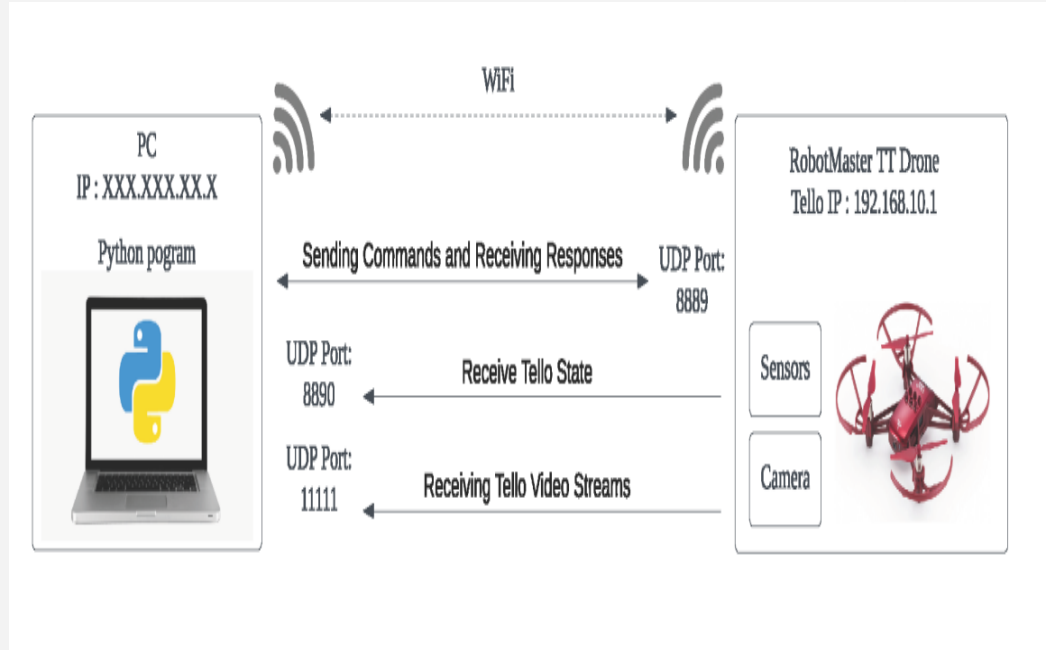 WiFi
PC
IP : XXX.XXX.XX.X
Python pogram
RobotMaster TT Drone
Tello IP : 192.168.10.1
Sending Commands and Receiving Responses
UDP Port:
8889
UDP Port:
8890
Receive Tello State
UDP Port:
11111
Receiving Tello Video Streams
Sensors
Camera